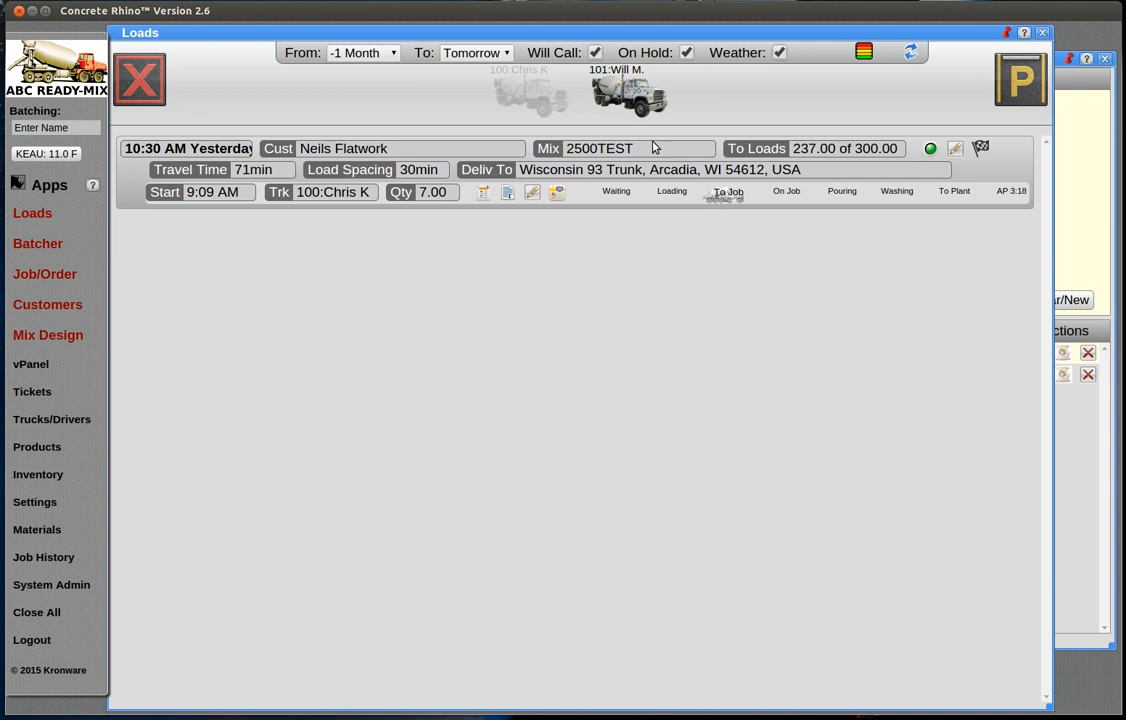 Concrete Rhino™ Version 2.6
Loads
From: -1 Month To: Tomorrow Will Call: On Hold: Weather:
ABC READY-MIX
Batching:
Enter Name
KEAU: 11.0 F
Apps
Loads
Batcher
Job/Order
Customers
Mix Design
vPanel
Tickets
Trucks/Drivers
Products
Inventory
Settings
Materials
Job History
System Admin
Close All
Logout
© 2015 Kronware
X
100:Chris K
101:Will M.
P
10:30 AM Yesterday Cust Neils Flatwork Mix 2500TEST To Loads 237.00 of 300.00
Travel Time 71min Load Spacing 30min Deliv To Wisconsin 93 Trunk, Arcadia, WI 54612, USA
Start 9:09 AM Trk 100:Chris K Qty 7.00 Waiting Loading To Job On Job Pouring Washing To Plant AP 3:18
ar/New
ctions